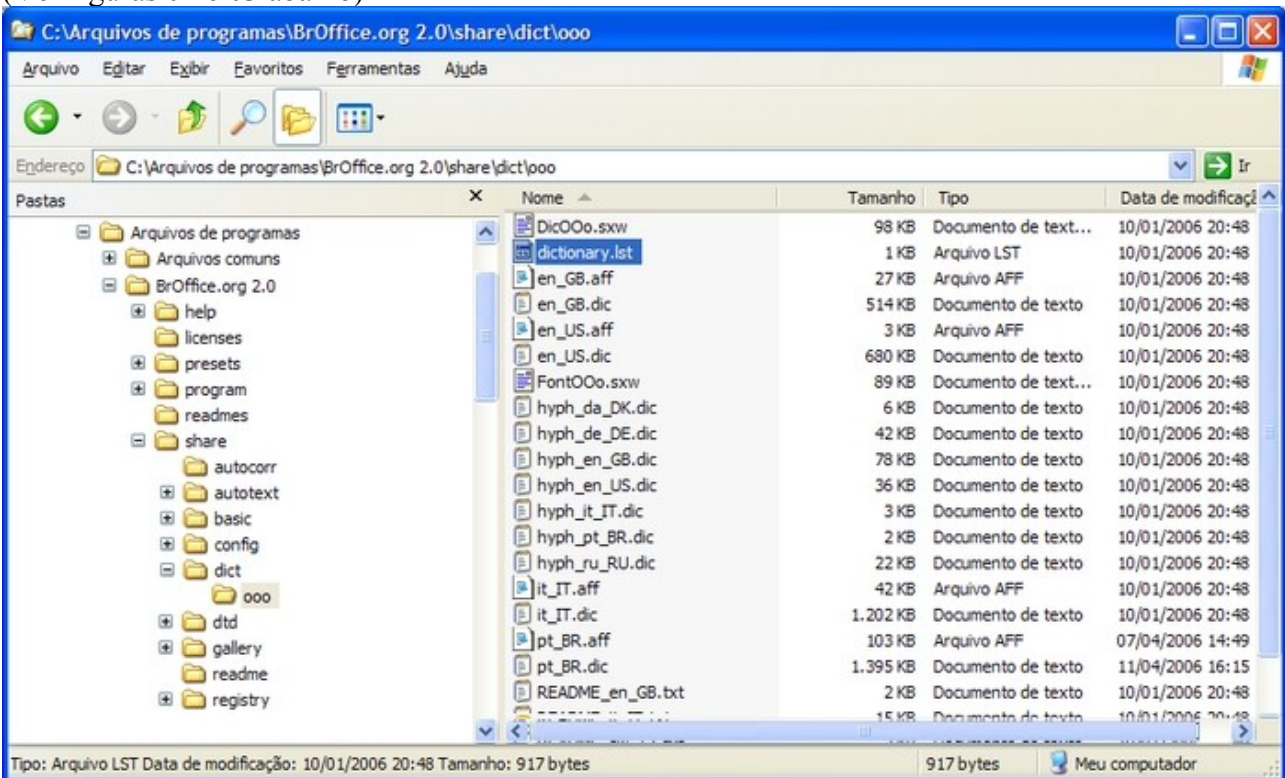 C:\Arquivos de programas\BrOffice.org 2.0\share\dict\ooo
Arquivo Editar Exibir Favoritos Ferramentas Ajuda
Endereço C:\Arquivos de programas\BrOffice.org 2.0\share\dict\ooo Ir
Pastas
Arquivos de programas
Arquivos comuns
BrOffice.org 2.0
help
licenses
presets
program
readmes
share
autocorr
autotext
basic
config
dict
ooo
dtd
gallery
readme
registry
Nome Tamanho Tipo Data de modificaçã
DicOOo.sxw 98 KB Documento de text... 10/01/2006 20:48
dictionary.lst 1 KB Arquivo LST 10/01/2006 20:48
en_GB.aff 27 KB Arquivo AFF 10/01/2006 20:48
en_GB.dic 514 KB Documento de texto 10/01/2006 20:48
en_US.aff 3 KB Arquivo AFF 10/01/2006 20:48
en_US.dic 680 KB Documento de texto 10/01/2006 20:48
FontOOo.sxw 89 KB Documento de text... 10/01/2006 20:48
hyph_da_DK.dic 6 KB Documento de texto 10/01/2006 20:48
hyph_de_DE.dic 42 KB Documento de texto 10/01/2006 20:48
hyph_en_GB.dic 78 KB Documento de texto 10/01/2006 20:48
hyph_en_US.dic 36 KB Documento de texto 10/01/2006 20:48
hyph_it_IT.dic 3 KB Documento de texto 10/01/2006 20:48
hyph_pt_BR.dic 2 KB Documento de texto 10/01/2006 20:48
hyph_ru_RU.dic 22 KB Documento de texto 10/01/2006 20:48
it_IT.aff 42 KB Arquivo AFF 10/01/2006 20:48
it_IT.dic 1.202 KB Documento de texto 10/01/2006 20:48
pt_BR.aff 103 KB Arquivo AFF 07/04/2006 14:49
pt_BR.dic 1.395 KB Documento de texto 11/04/2006 16:15
README_en_GB.txt 2 KB Documento de texto 10/01/2006 20:48
15 KB Documento de texto 10/01/2006 20:48
Tipo: Arquivo LST Data de modificação: 10/01/2006 20:48 Tamanho: 917 bytes 917 bytes Meu computador